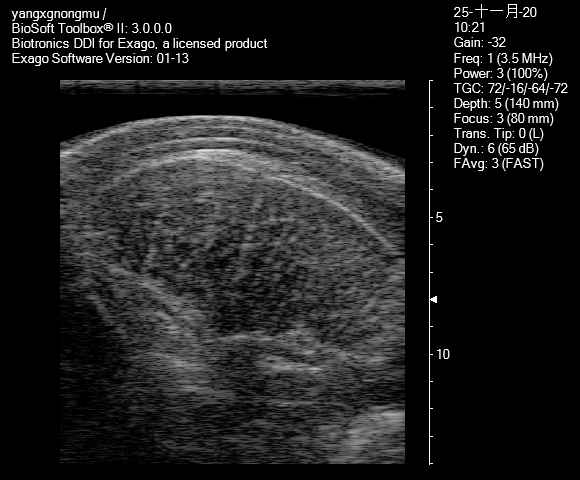 yangxgnongmu /
BioSoft Toolbox® II: 3.0.0.0
Biotronics DDI for Exago, a licensed product
Exago Software Version: 01-13
25-十一月-20
10:21
Gain: -32
Freq: 1 (3.5 MHz)
Power: 3 (100%)
TGC: 72/-16/-64/-72
Depth: 5 (140 mm)
Focus: 3 (80 mm)
Trans. Tip: 0 (L)
Dyn.: 6 (65 dB)
FAvg: 3 (FAST)
5
10